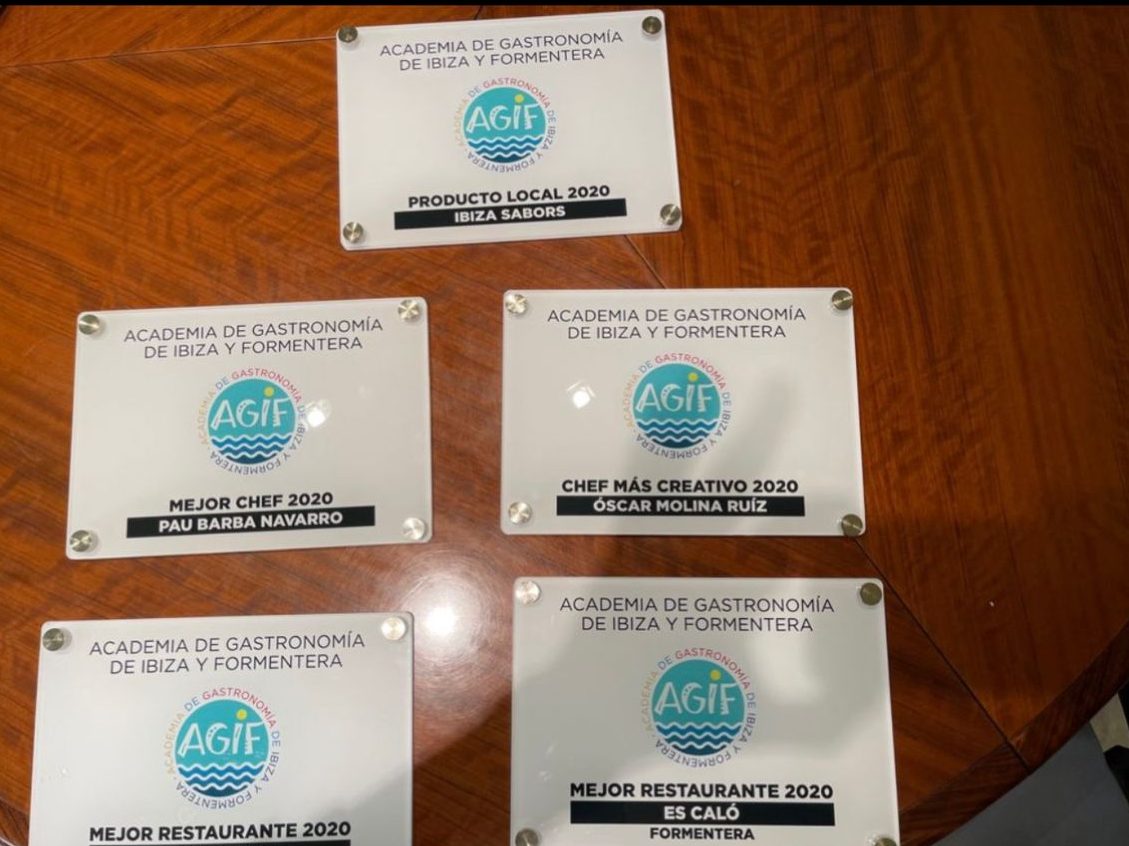 ACADEMIA DE GASTRONOMÍA
DE IBIZA Y FORMENTERA
ACADEMIA DE GASTRONOMÍA DE IBIZA Y FORMENTERA ·
AGIF
PRODUCTO LOCAL 2020
IBIZA SABORS
ACADEMIA DE GASTRONOMÍA
DE IBIZA Y FORMENTERA
ACADEMIA DE GASTRONOMÍA DE IBIZA Y FORMENTERA ·
AGIF
MEJOR CHEF 2020
PAU BARBA NAVARRO
ACADEMIA DE GASTRONOMÍA
DE IBIZA Y FORMENTERA
ACADEMIA DE GASTRONOMÍA DE IBIZA Y FORMENTERA ·
AGIF
CHEF MÁS CREATIVO 2020
ÓSCAR MOLINA RUÍZ
ACADEMIA DE GASTRONOMÍA
DE IBIZA Y FORMENTERA
ACADEMIA DE GASTRONOMÍA DE IBIZA Y FORMENTERA ·
AGIF
MEJOR RESTAURANTE 2020
ACADEMIA DE GASTRONOMÍA
DE IBIZA Y FORMENTERA
ACADEMIA DE GASTRONOMÍA DE IBIZA Y FORMENTERA ·
AGIF
MEJOR RESTAURANTE 2020
ES CALÓ
FORMENTERA